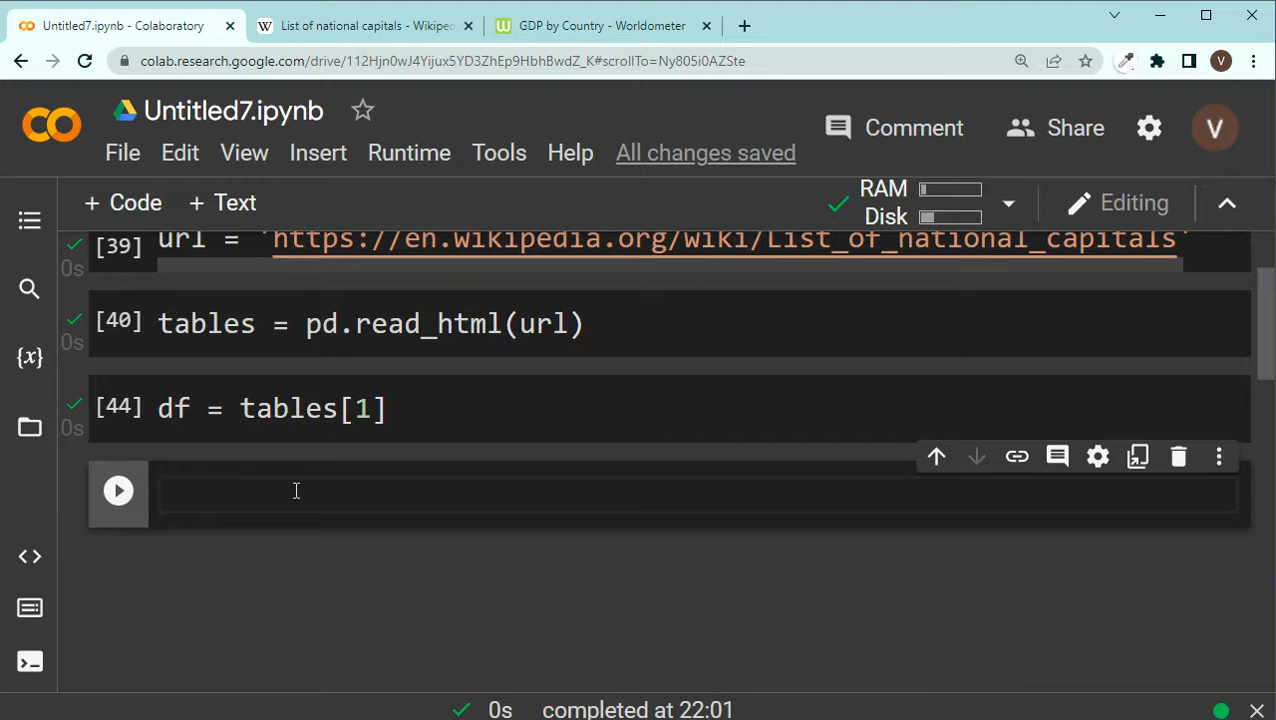 Untitled7.ipynb - Colaboratory
List of national capitals - Wikiped
GDP by Country - Worldometer
colab.research.google.com/drive/112Hjn0wJ4Yijux5YD3ZhEp9HbhBwdZ_K#scrollTo=Ny805i0AZSte
V
Untitled7.ipynb
Comment
Share
V
File Edit View Insert Runtime Tools Help All changes saved
+ Code + Text
RAM
Disk
Editing
[39] url = 'https://en.wikipedia.org/wiki/List_of_national_capitals'
0s
[40] tables = pd.read_html(url)
0s
[44] df = tables[1]
0s
{x}
0s completed at 22:01